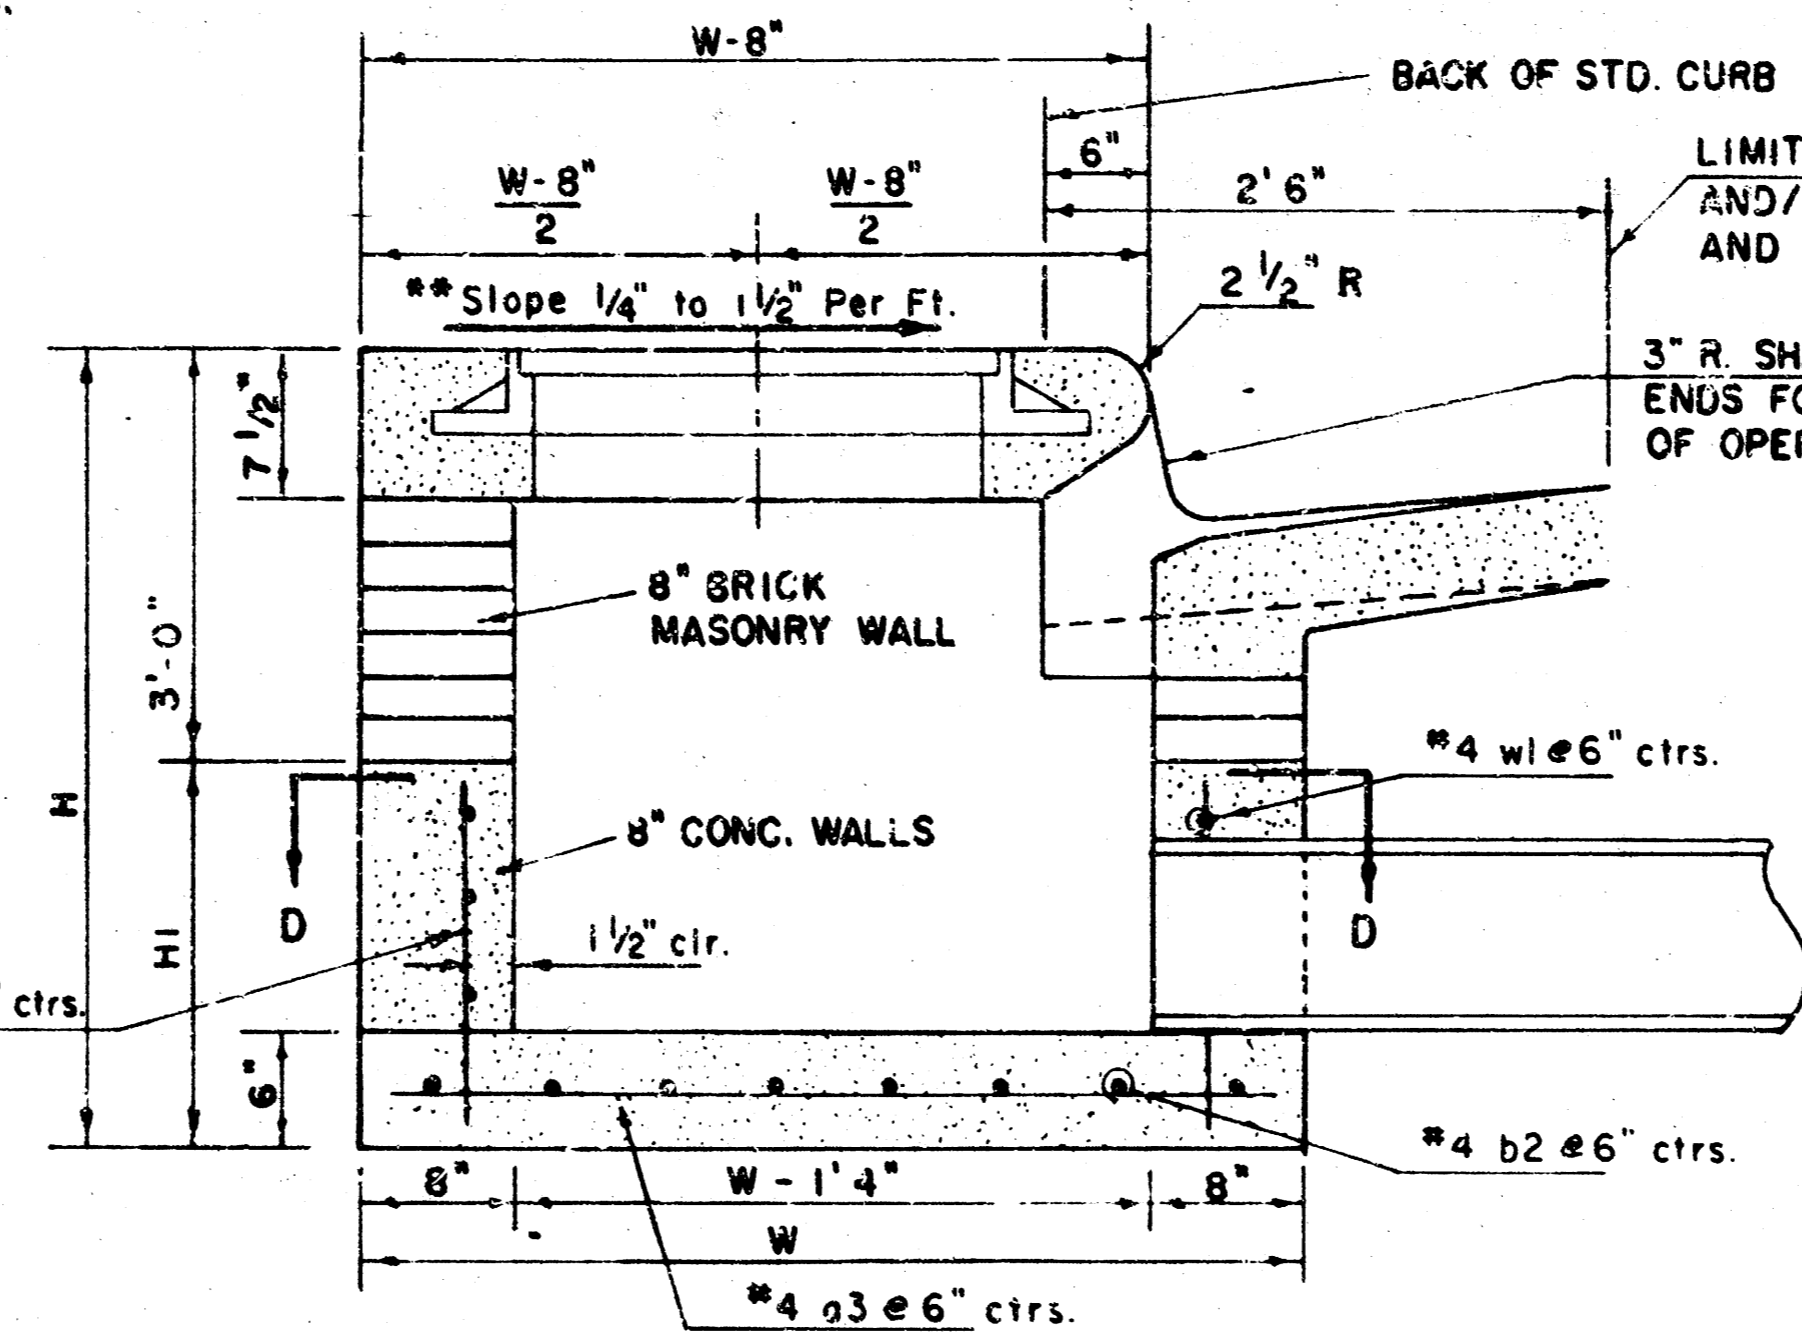 W-8"
BACK OF STD. CURB
6"
LIMIT
W-8"
2
W-8"
2
2' 6"
AND/
AND
** Slope 1/4" to 1 1/2" Per Ft.
2 1/2" R
3" R. SH
ENDS FO
OF OPE
7 1/2"
8" BRICK
MASONRY WALL
3'-0"
#4 w1 @ 6" ctrs.
H
8" CONC. WALLS
D
D
H1
1 1/2" clr.
ctrs.
6"
#4 b2 @ 6" ctrs.
8"
W - 1' 4"
8"
W
#4 a3 @ 6" ctrs.